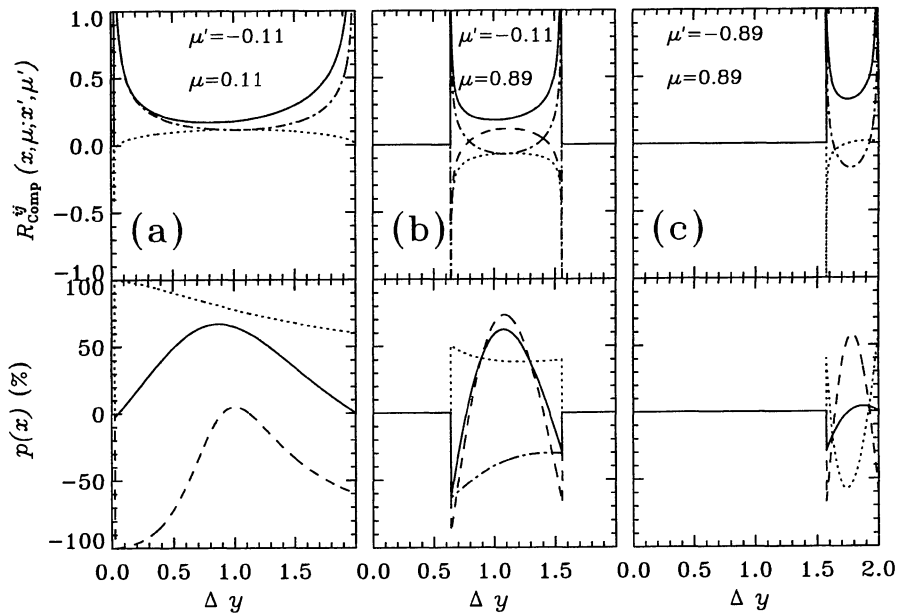 1.0
0.5
0.0
−0.5
−1.0
R^{ij}_{Comp} (x, μ; x′, μ′)
μ′=−0.11
μ=0.11
(a)
μ′=−0.11
μ=0.89
(b)
μ′=−0.89
μ=0.89
(c)
100
50
0
−50
−100
p(x) (%)
0.0 0.5 1.0 1.5
0.0 0.5 1.0 1.5
0.0 0.5 1.0 1.5 2.0
Δ y
Δ y
Δ y